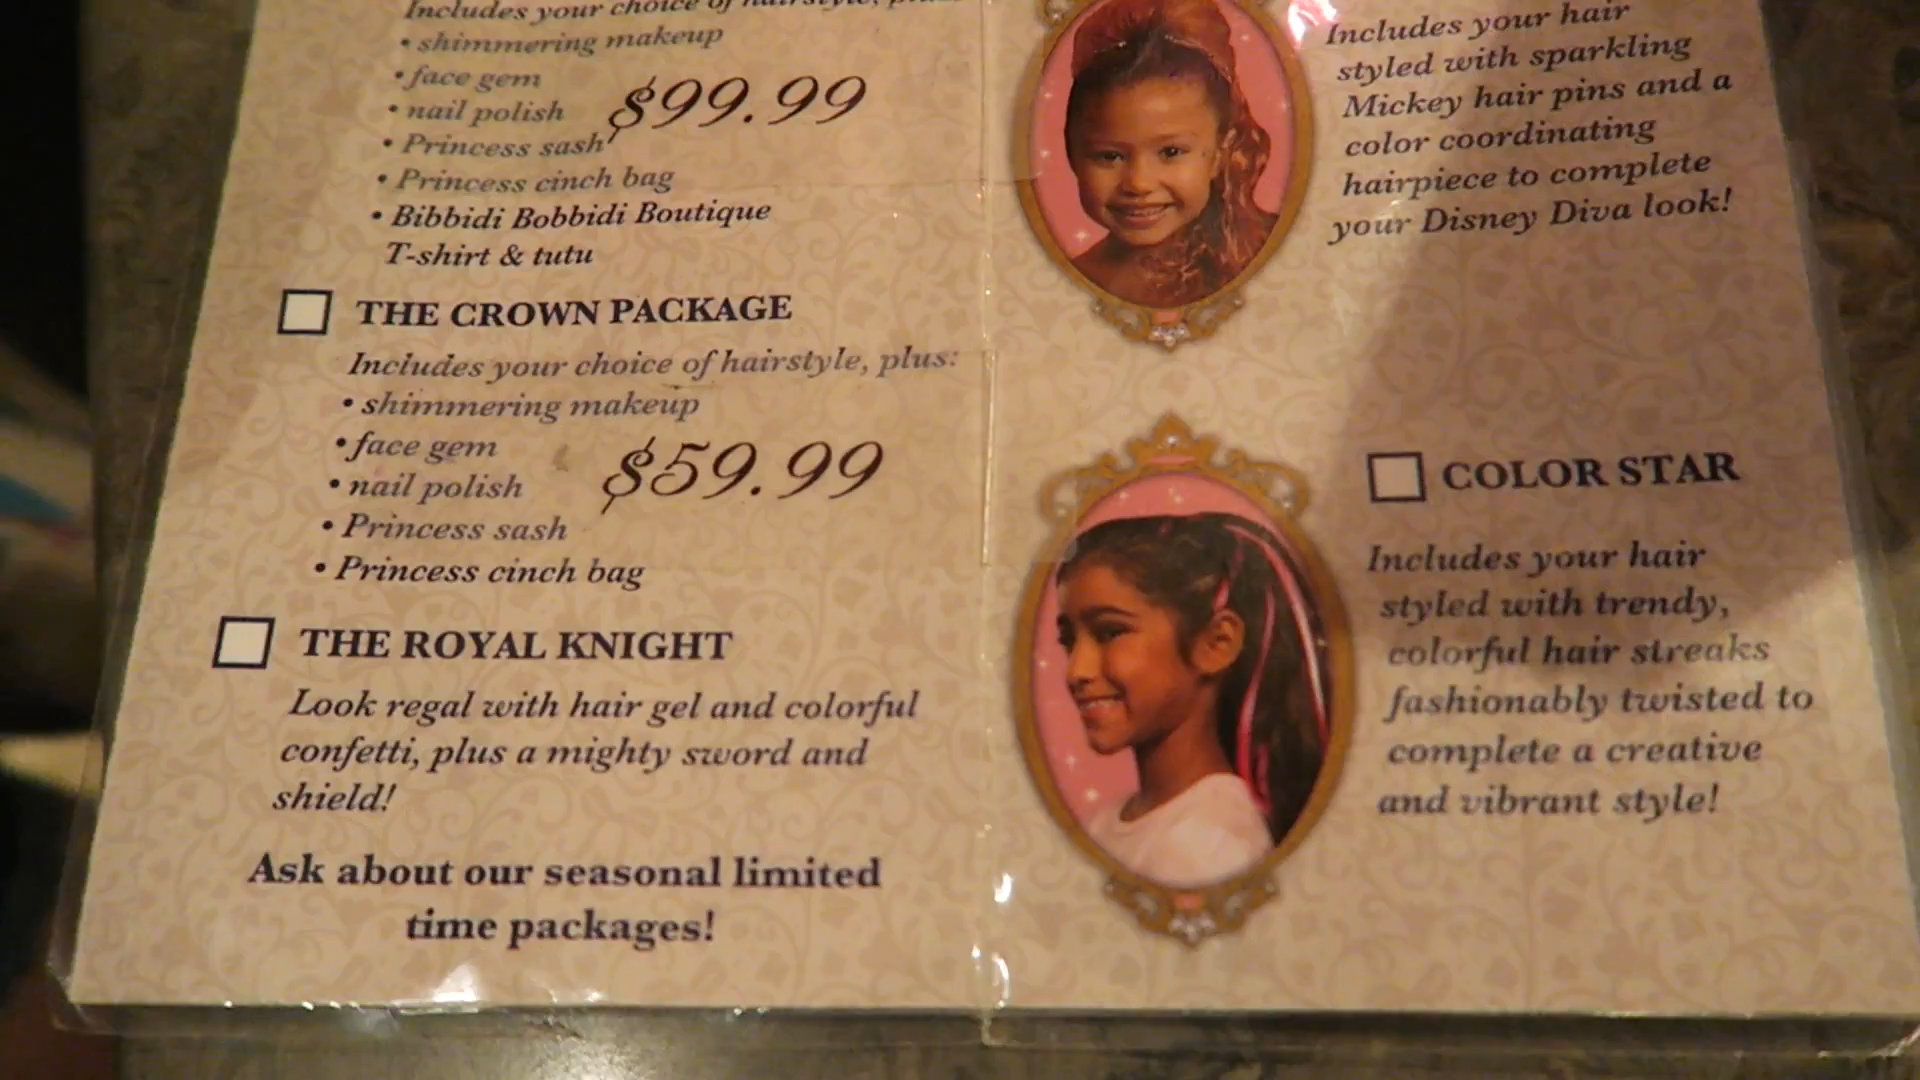 Includes your choice of hairstyle,
• shimmering makeup
• face gem
• nail polish
$99.99
• Princess sash
• Princess cinch bag
• Bibbidi Bobbidi Boutique
T-shirt & tutu
THE CROWN PACKAGE
Includes your choice of hairstyle, plus:
• shimmering makeup
• face gem
• nail polish
$59.99
• Princess sash
• Princess cinch bag
THE ROYAL KNIGHT
Look regal with hair gel and colorful
confetti, plus a mighty sword and
shield!
Ask about our seasonal limited
time packages!
Includes your hair
styled with sparkling
Mickey hair pins and a
color coordinating
hairpiece to complete
your Disney Diva look!
COLOR STAR
Includes your hair
styled with trendy,
colorful hair streaks
fashionably twisted to
complete a creative
and vibrant style!